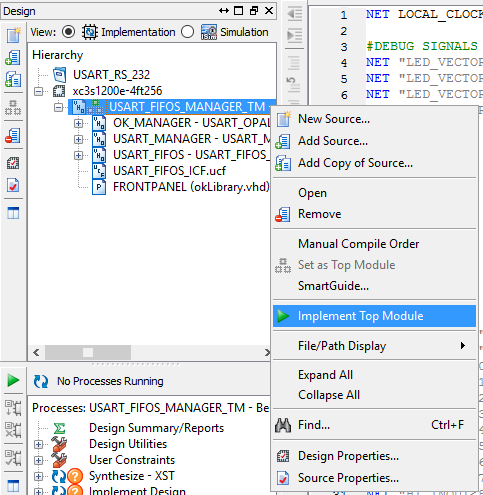 Design
View: Implementation Simulation
Hierarchy
USART_RS_232
xc3s1200e-4ft256
USART_FIFOS_MANAGER_TM
OK_MANAGER - USART_OPAL
USART_MANAGER - USART_M
USART_FIFOS - USART_FIFOS_
USART_FIFOS_ICF.ucf
FRONTPANEL (okLibrary.vhd)
No Processes Running
Processes: USART_FIFOS_MANAGER_TM - Be
Design Summary/Reports
Design Utilities
User Constraints
Synthesize - XST
Implement Design
1 NET LOCAL_CLOCK
2
3 #DEBUG SIGNALS
4 NET "LED_VECTOR
5 NET "LED_VECTOR
6 NET "LED_VECTOR
New Source...
Add Source...
Add Copy of Source...
Open
Remove
Manual Compile Order
Set as Top Module
SmartGuide...
Implement Top Module
File/Path Display
Expand All
Collapse All
Find... Ctrl+F
Design Properties...
Source Properties...